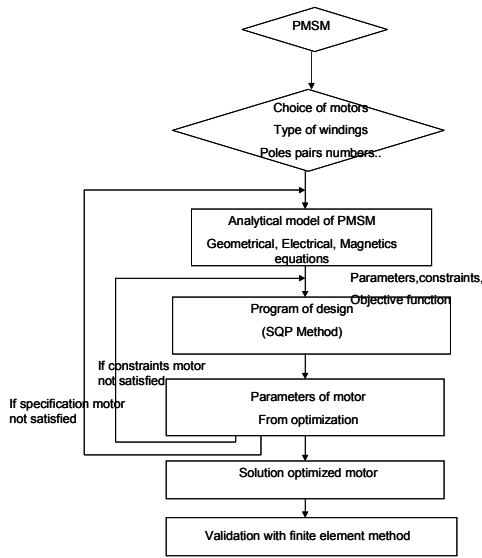 PMSM
Choice of motors
Type of windings
Poles pairs numbers..
Analytical model of PMSM
Geometrical, Electrical, Magnetics
equations
Parameters,constraints,
Objective function
Program of design
(SQP Method)
If constraints motor
not satisfied
If specification motor
not satisfied
Parameters of motor
From optimization
Solution optimized motor
Validation with finite element method